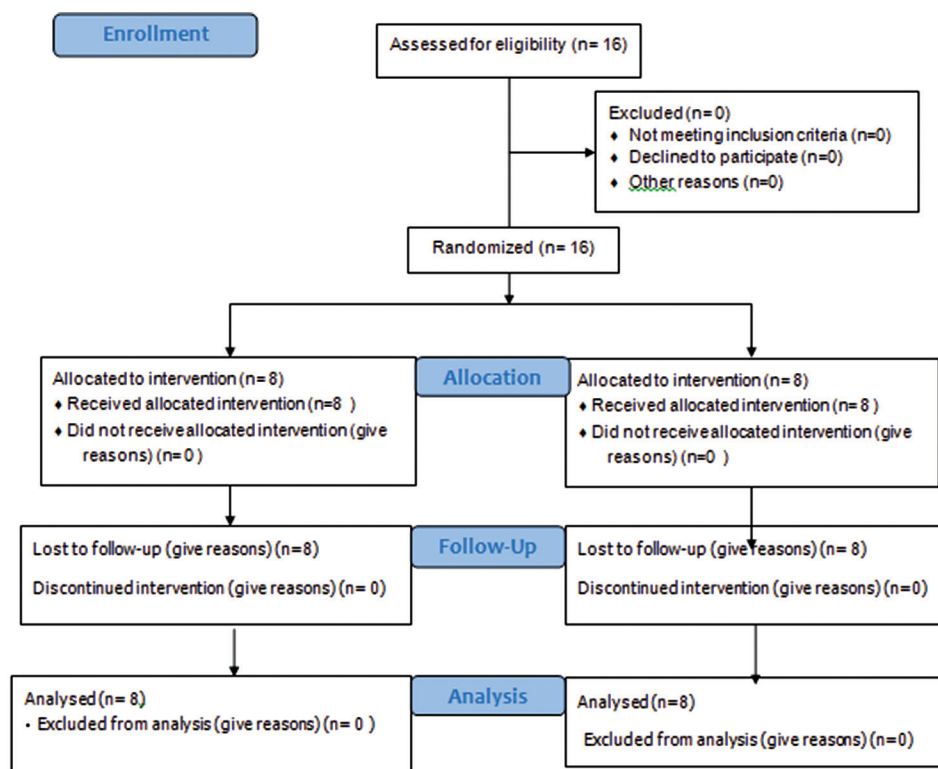 Enrollment
Assessed for eligibility (n= 16)
Excluded (n= 0)
♦ Not meeting inclusion criteria (n=0)
♦ Declined to participate (n=0)
♦ Other reasons (n=0)
Randomized (n= 16)
Allocation
Allocated to intervention (n= 8)
♦ Received allocated intervention (n=8 )
♦ Did not receive allocated intervention (give
reasons) (n= 0 )
Allocated to intervention (n= 8)
♦ Received allocated intervention (n= 8 )
♦ Did not receive allocated intervention (give
reasons) (n=0 )
Follow-Up
Lost to follow-up (give reasons) (n=8)
Discontinued intervention (give reasons) (n= 0)
Lost to follow-up (give reasons) (n= 8)
Discontinued intervention (give reasons) (n=0)
Analysis
Analysed (n= 8)
• Excluded from analysis (give reasons) (n= 0 )
Analysed (n=8)
Excluded from analysis (give reasons) (n=0)